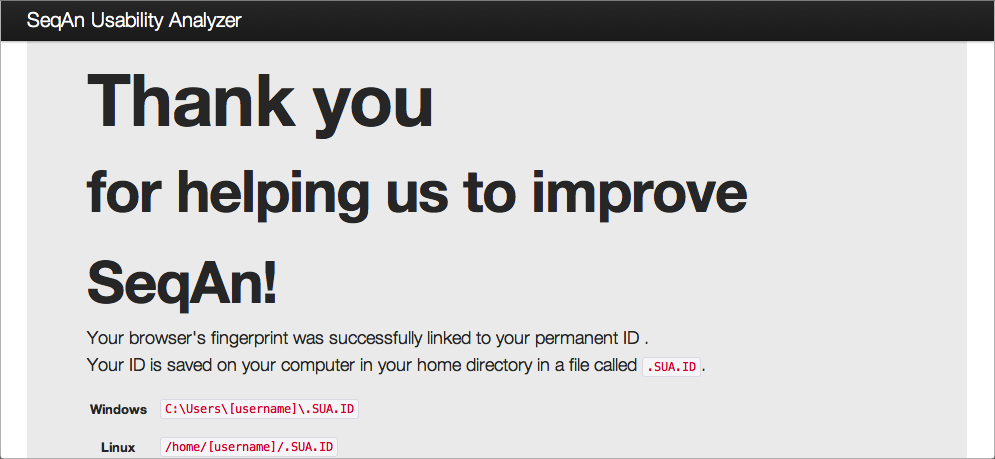 SeqAn Usability Analyzer
Thank you
for helping us to improve
SeqAn!
Your browser's fingerprint was successfully linked to your permanent ID .
Your ID is saved on your computer in your home directory in a file called .SUA.ID.
Windows C:\Users\[username]\.SUA.ID
Linux /home/[username]/.SUA.ID